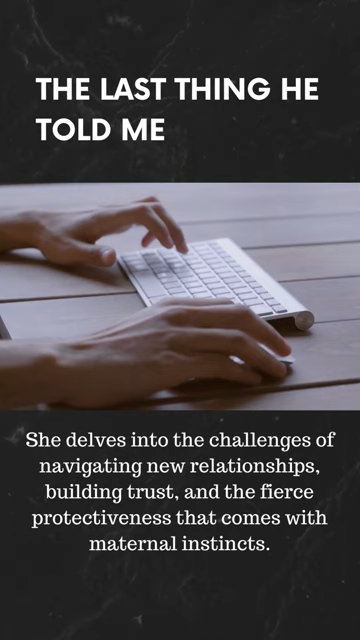 THE LAST THING HE
TOLD ME
She delves into the challenges of
navigating new relationships,
building trust, and the fierce
protectiveness that comes with
maternal instincts.